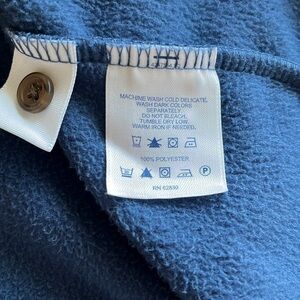 MACHINE WASH COLD DELICATE.
WASH DARK COLORS
SEPARATELY.
DO NOT BLEACH.
TUMBLE DRY LOW.
WARM IRON IF NEEDED.
100% POLYESTER
P
RN 62830